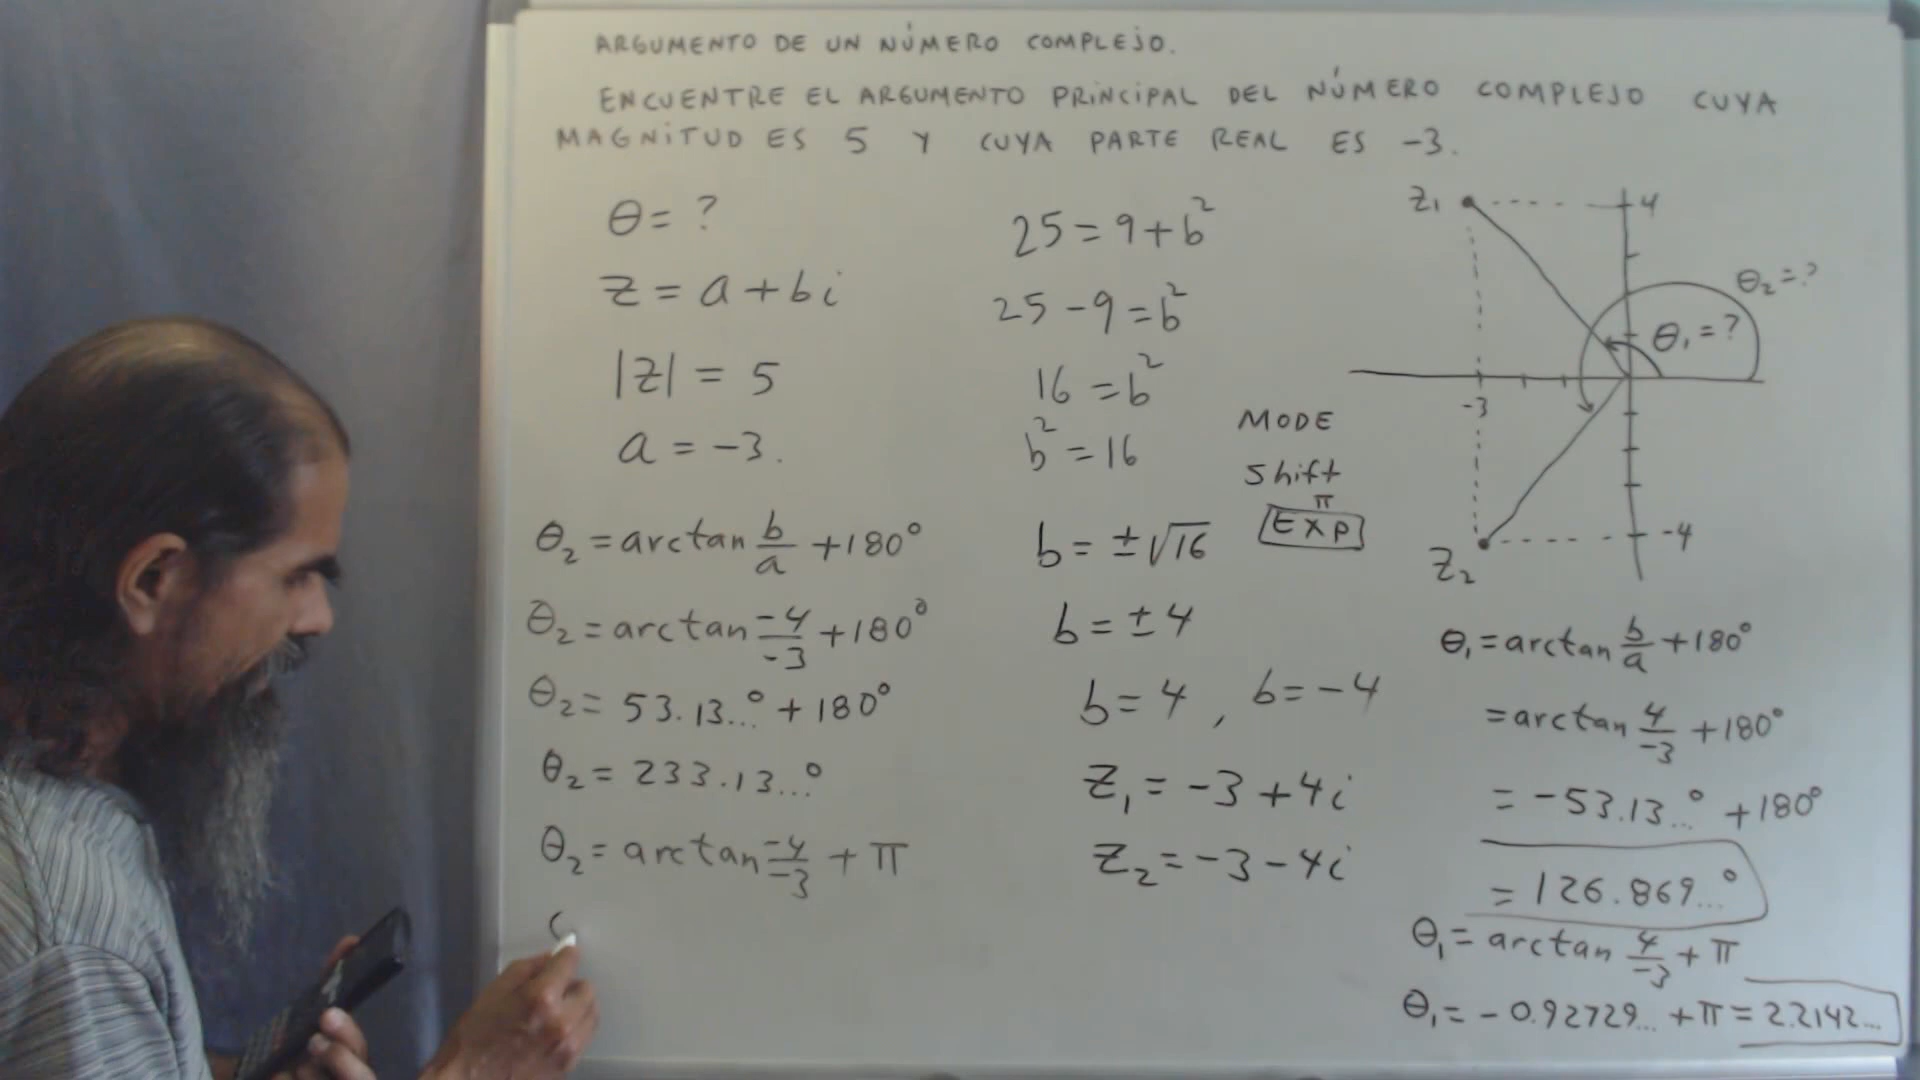 ARGUMENTO DE UN NÚMERO COMPLEJO.
ENCUENTRE EL ARGUMENTO PRINCIPAL DEL NÚMERO COMPLEJO CUYA
MAGNITUD ES 5 Y CUYA PARTE REAL ES -3.
θ = ?
z = a + bi
|z| = 5
a = -3.
θ₂ = arctan b/a + 180°
θ₂ = arctan -4/-3 + 180°
θ₂ = 53.13...° + 180°
θ₂ = 233.13...°
θ₂ = arctan -4/-3 + π
25 = 9 + b²
25 - 9 = b²
16 = b²
b² = 16
b = ±√16
b = ±4
b = 4, b = -4
z₁ = -3 + 4i
z₂ = -3 - 4i
MODE
Shift
π
EXP
z₁
4
θ₂ = ?
θ₁ = ?
-3
-4
z₂
θ₁ = arctan b/a + 180°
= arctan 4/-3 + 180°
= -53.13...° + 180°
= 126.869...°
θ₁ = arctan 4/-3 + π
θ₁ = -0.92729... + π = 2.2142...